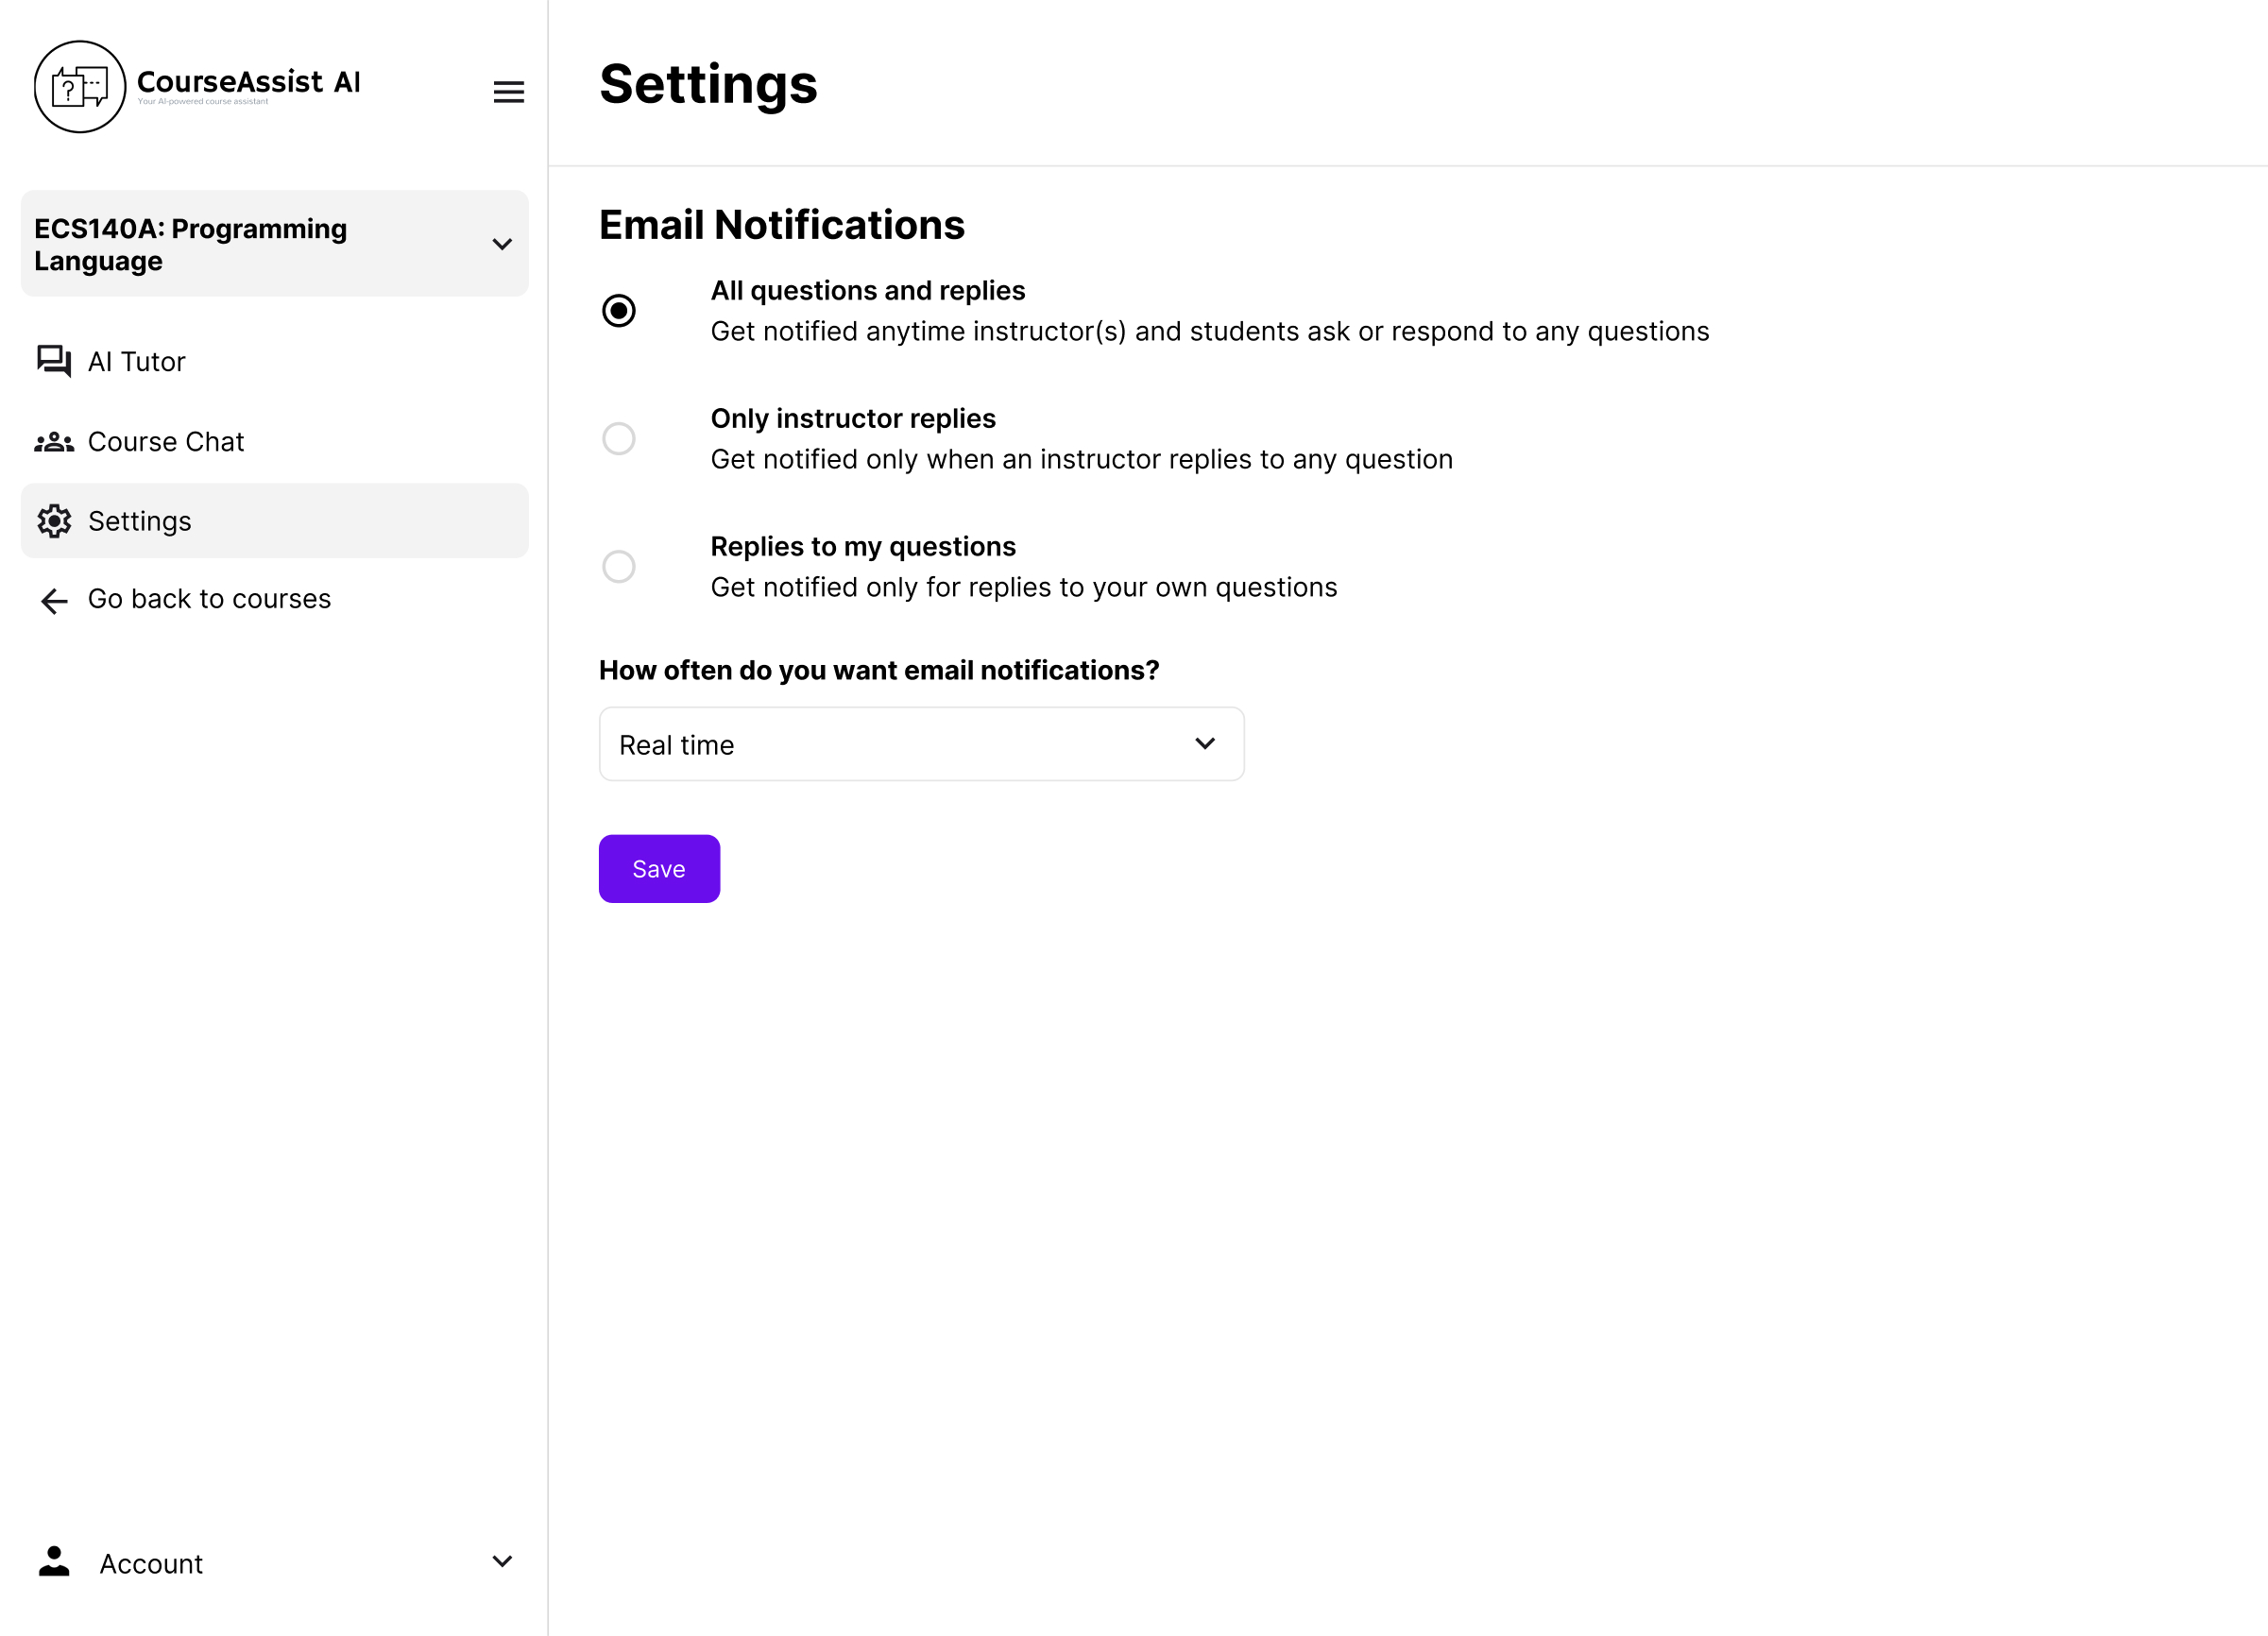 CourseAssist AI
Your AI-powered course assistant
ECS140A: Programming
Language
AI Tutor
Course Chat
Settings
Go back to courses
Account
Settings
Email Notifications
All questions and replies
Get notified anytime instructor(s) and students ask or respond to any questions
Only instructor replies
Get notified only when an instructor replies to any question
Replies to my questions
Get notified only for replies to your own questions
How often do you want email notifications?
Real time
Save